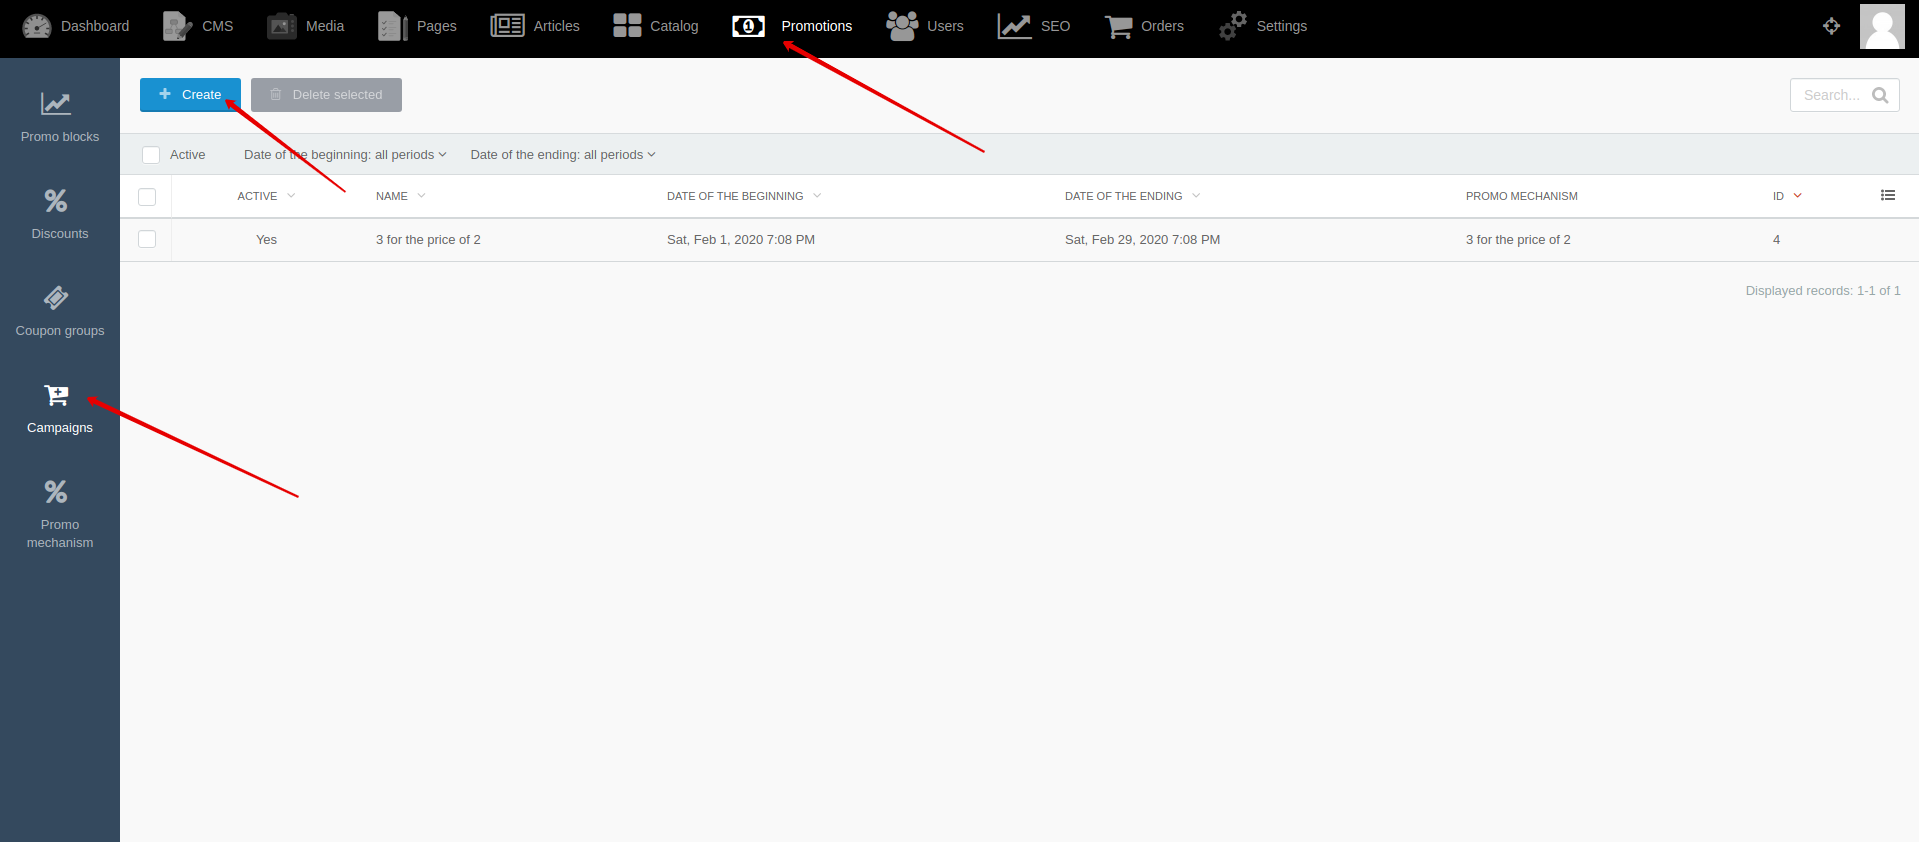 Dashboard CMS Media Pages Articles Catalog Promotions Users SEO Orders Settings
Promo blocks
Discounts
Coupon groups
Campaigns
Promo
mechanism
Create Delete selected Search...
Active Date of the beginning: all periods Date of the ending: all periods
ACTIVE NAME DATE OF THE BEGINNING DATE OF THE ENDING PROMO MECHANISM ID
Yes 3 for the price of 2 Sat, Feb 1, 2020 7:08 PM Sat, Feb 29, 2020 7:08 PM 3 for the price of 2 4
Displayed records: 1-1 of 1